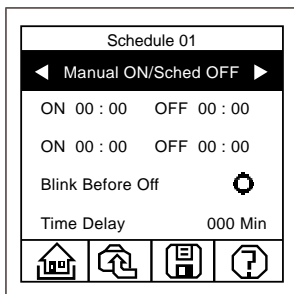 Schedule 01
Manual ON/Sched OFF
ON 00 : 00 OFF 00 : 00
ON 00 : 00 OFF 00 : 00
Blink Before Off
Time Delay 000 Min
?